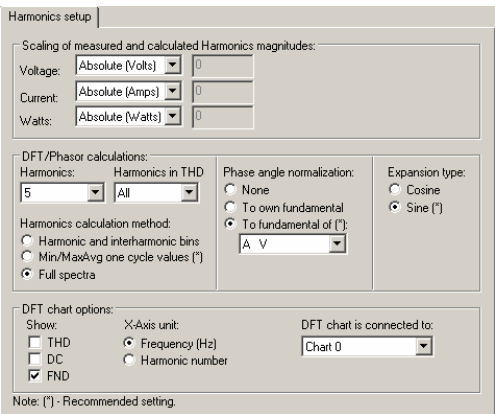 Harmonics setup
Scaling of measured and calculated Harmonics magnitudes:
Voltage: Absolute (Volts) 0
Current: Absolute (Amps) 0
Watts: Absolute (Watts) 0
DFT/Phasor calculations:
Harmonics: Harmonics in THD
5 All
Harmonics calculation method:
Harmonic and interharmonic bins
Min/MaxAvg one cycle values (*)
Full spectra
Phase angle normalization:
None
To own fundamental
To fundamental of (*):
A V
Expansion type:
Cosine
Sine (*)
DFT chart options:
Show:
THD
DC
FND
X-Axis unit:
Frequency (Hz)
Harmonic number
DFT chart is connected to:
Chart 0
Note: (*) - Recommended setting.